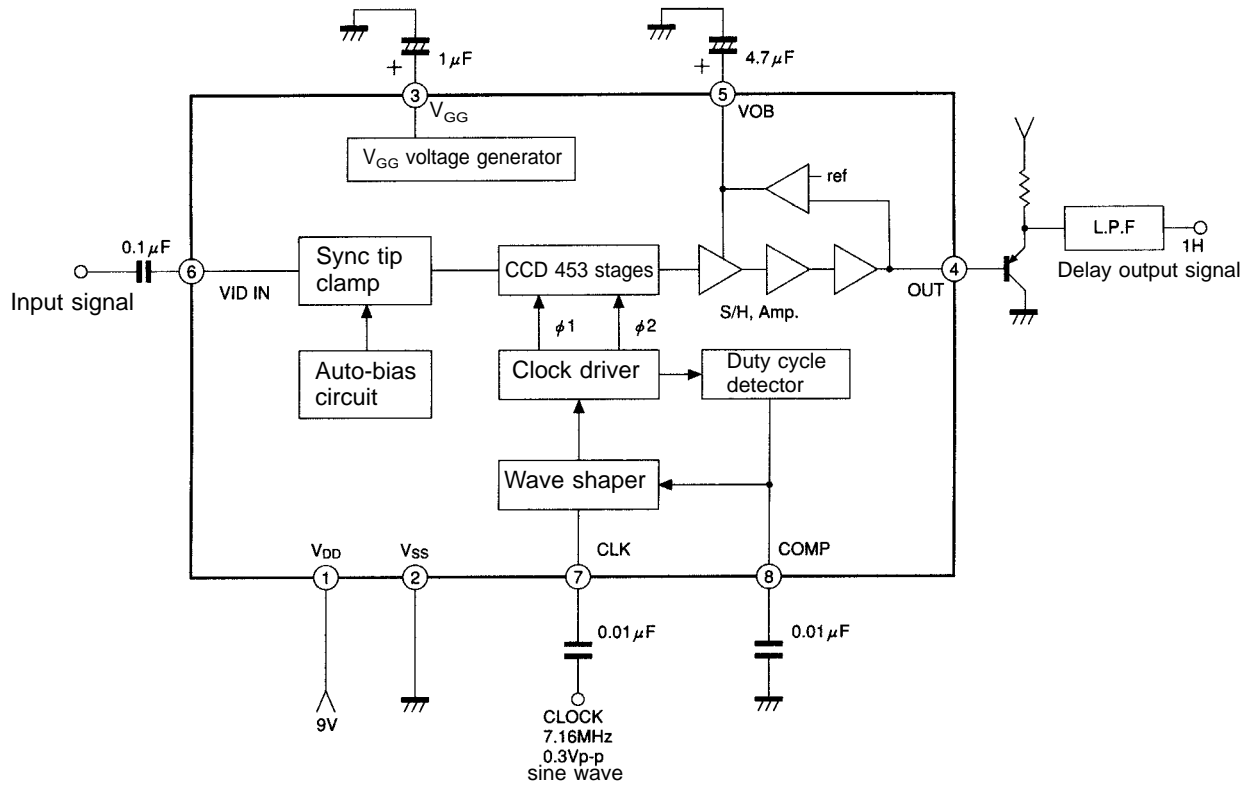 1μF
4.7μF
+
+
3
5
VGG
VOB
VGG voltage generator
ref
0.1μF
L.P.F
6
Sync tip
clamp
CCD 453 stages
4
1H
VID IN
OUT
Delay output signal
Input signal
S/H, Amp.
ϕ1
ϕ2
Auto-bias
circuit
Clock driver
Duty cycle
detector
Wave shaper
VDD
VSS
CLK
COMP
1
2
7
8
0.01μF
0.01μF
9V
CLOCK
7.16MHz
0.3Vp-p
sine wave